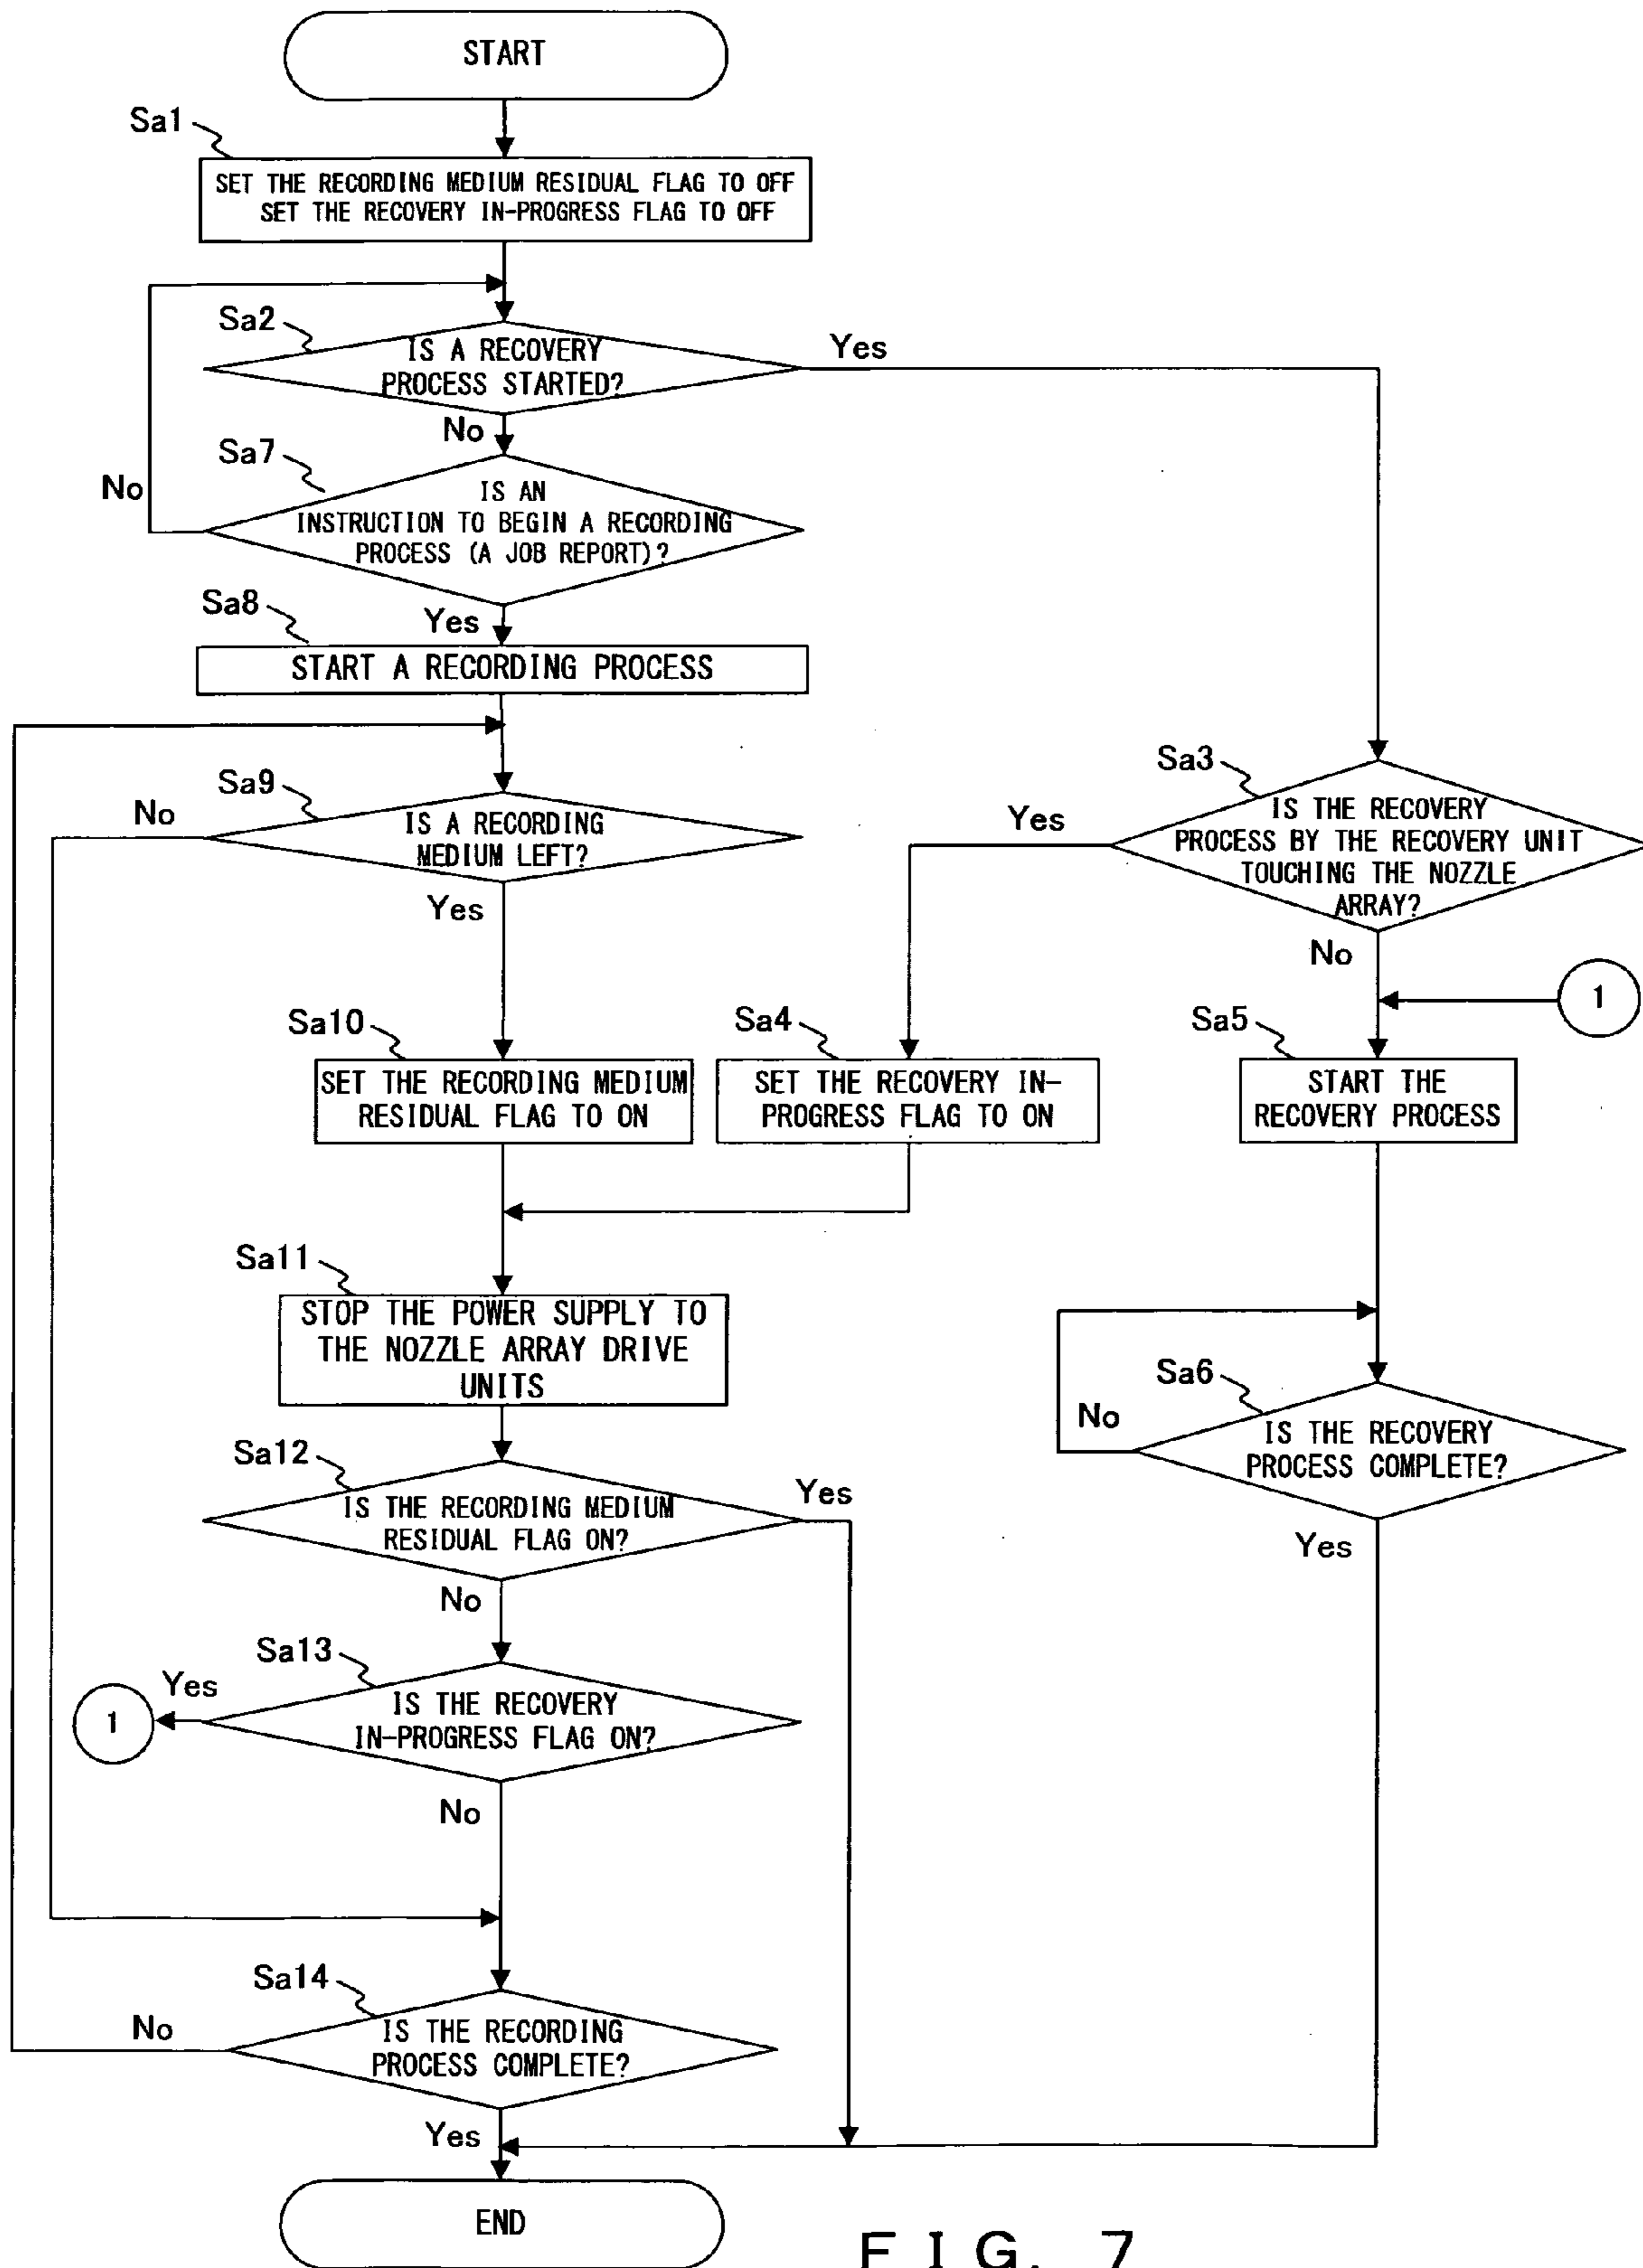 START
Sa1
SET THE RECORDING MEDIUM RESIDUAL FLAG TO OFF
SET THE RECOVERY IN-PROGRESS FLAG TO OFF
Sa2
IS A RECOVERY
PROCESS STARTED?
Yes
No
Sa7
IS AN
INSTRUCTION TO BEGIN A RECORDING
PROCESS (A JOB REPORT)?
No
Yes
Sa8
START A RECORDING PROCESS
Sa9
IS A RECORDING
MEDIUM LEFT?
No
Yes
Sa3
IS THE RECOVERY
PROCESS BY THE RECOVERY UNIT
TOUCHING THE NOZZLE
ARRAY?
Yes
No
1
Sa10
SET THE RECORDING MEDIUM
RESIDUAL FLAG TO ON
Sa4
SET THE RECOVERY IN-
PROGRESS FLAG TO ON
Sa5
START THE
RECOVERY PROCESS
Sa11
STOP THE POWER SUPPLY TO
THE NOZZLE ARRAY DRIVE
UNITS
Sa6
IS THE RECOVERY
PROCESS COMPLETE?
No
Yes
Sa12
IS THE RECORDING MEDIUM
RESIDUAL FLAG ON?
Yes
No
Sa13
IS THE RECOVERY
IN-PROGRESS FLAG ON?
Yes
1
No
Sa14
IS THE RECORDING
PROCESS COMPLETE?
No
Yes
END
FIG. 7